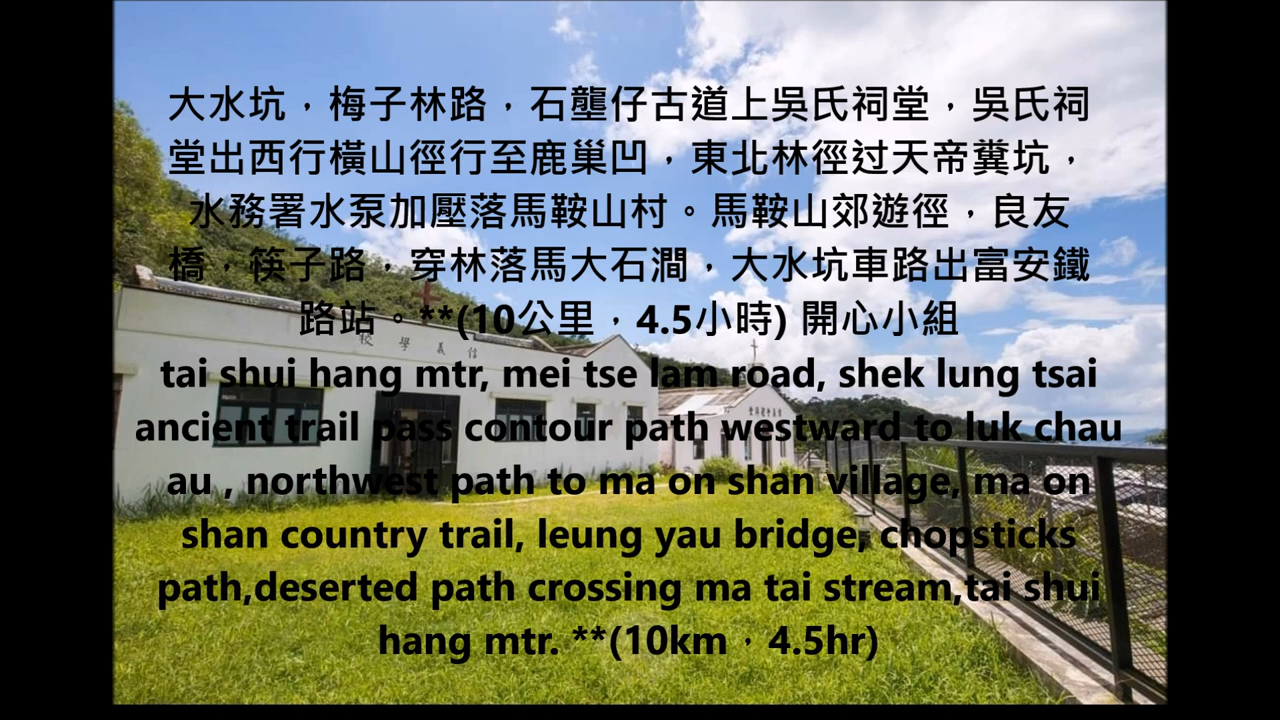 大水坑，梅子林路，石壟仔古道上吳氏祠堂，吳氏祠
堂出西行橫山徑行至鹿巢凹，東北林徑过天帝糞坑，
水務署水泵加壓落馬鞍山村。馬鞍山郊遊徑，良友
橋，筷子路，穿林落馬大石澗，大水坑車路出富安鐵
路站。**(10公里，4.5小時) 開心小組
校學義信
tai shui hang mtr, mei tse lam road, shek lung tsai
ancient trail pass contour path westward to luk chau
au , northwest path to ma on shan village, ma on
shan country trail, leung yau bridge, chopsticks
path,deserted path crossing ma tai stream,tai shui
hang mtr. **(10km，4.5hr)